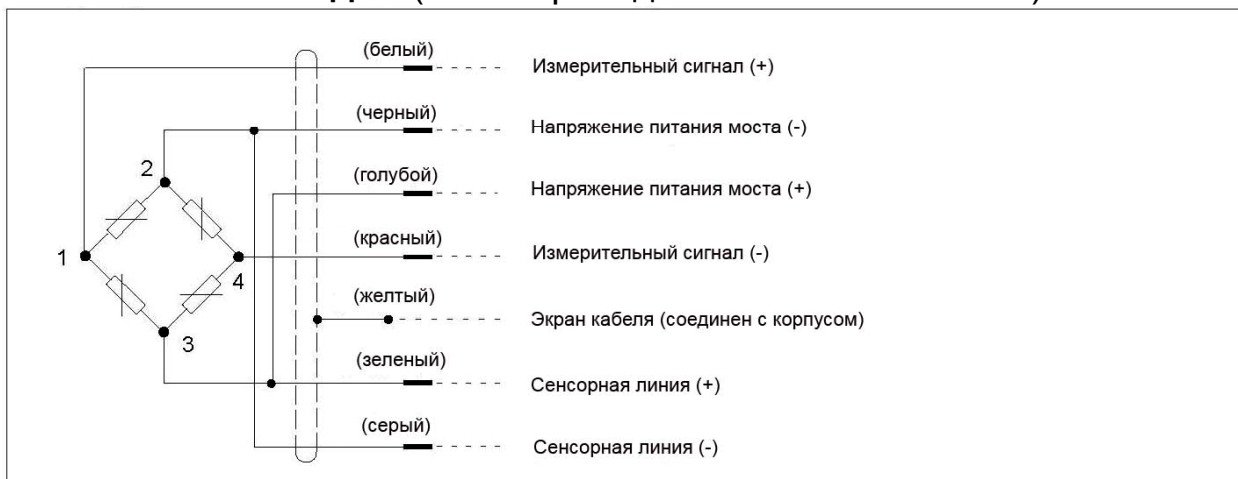 (белый) Измерительный сигнал (+)
(черный) Напряжение питания моста (-)
2
(голубой) Напряжение питания моста (+)
(красный) Измерительный сигнал (-)
1
4
(желтый) Экран кабеля (соединен с корпусом)
3
(зеленый) Сенсорная линия (+)
(серый) Сенсорная линия (-)